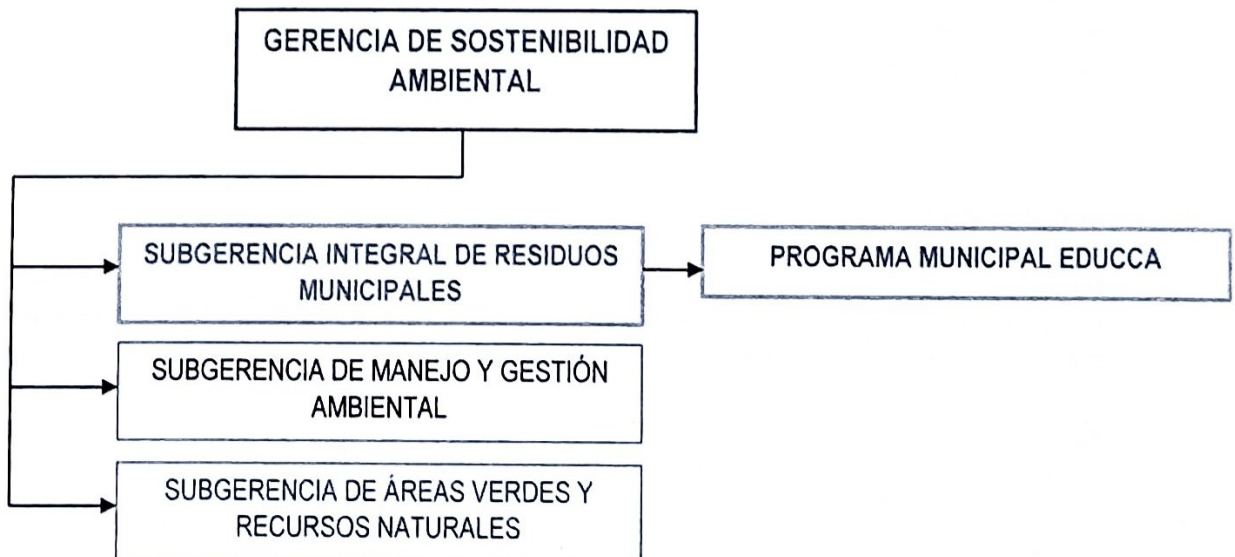 GERENCIA DE SOSTENIBILIDAD
AMBIENTAL
SUBGERENCIA INTEGRAL DE RESIDUOS
MUNICIPALES
PROGRAMA MUNICIPAL EDUCCA
SUBGERENCIA DE MANEJO Y GESTIÓN
AMBIENTAL
SUBGERENCIA DE ÁREAS VERDES Y
RECURSOS NATURALES